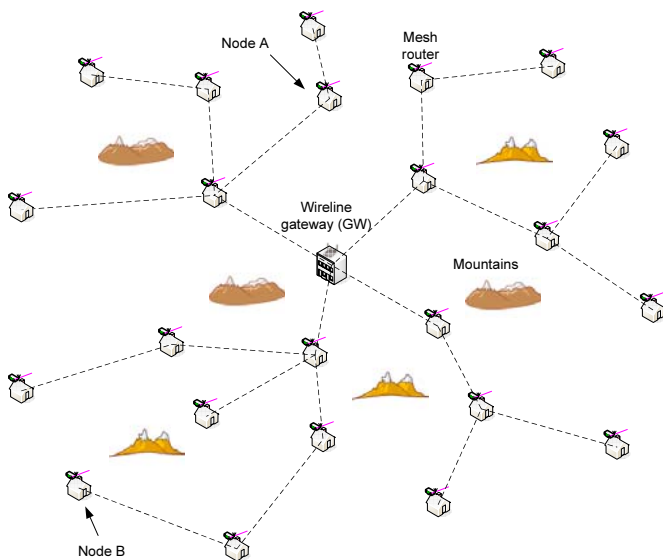 Node A
Mesh
router
Wireline
gateway (GW)
Mountains
Node B